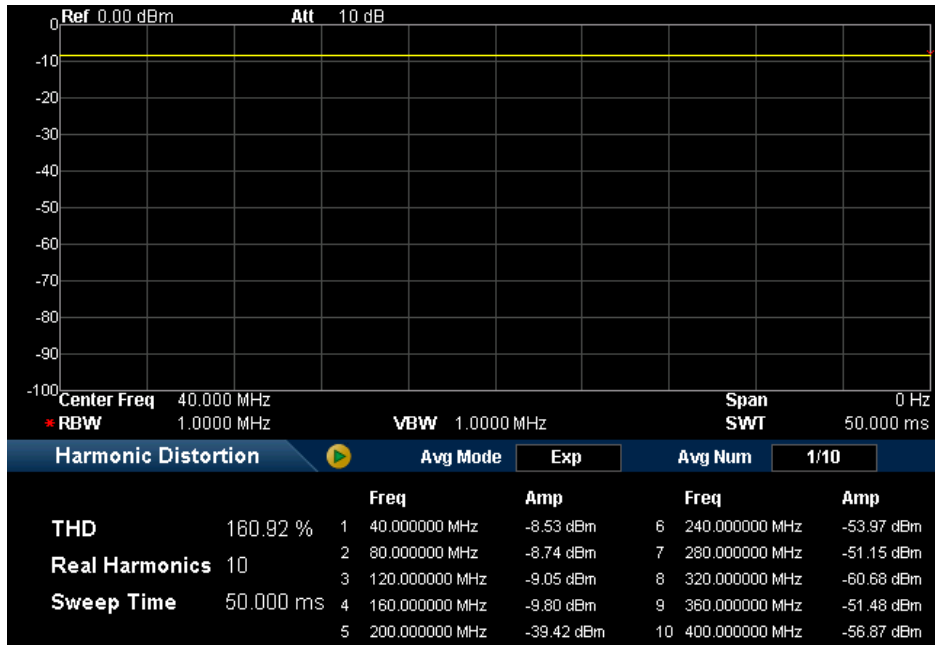 Ref 0.00 dBm Att 10 dB
0
-10
-20
-30
-40
-50
-60
-70
-80
-90
-100
Center Freq 40.000 MHz Span 0 Hz
* RBW 1.0000 MHz VBW 1.0000 MHz SWT 50.000 ms
Harmonic Distortion Avg Mode Exp Avg Num 1/10
Freq Amp Freq Amp
THD 160.92 % 1 40.000000 MHz -8.53 dBm 6 240.000000 MHz -53.97 dBm
2 80.000000 MHz -8.74 dBm 7 280.000000 MHz -51.15 dBm
Real Harmonics 10
3 120.000000 MHz -9.05 dBm 8 320.000000 MHz -60.68 dBm
Sweep Time 50.000 ms 4 160.000000 MHz -9.80 dBm 9 360.000000 MHz -51.48 dBm
5 200.000000 MHz -39.42 dBm 10 400.000000 MHz -56.87 dBm